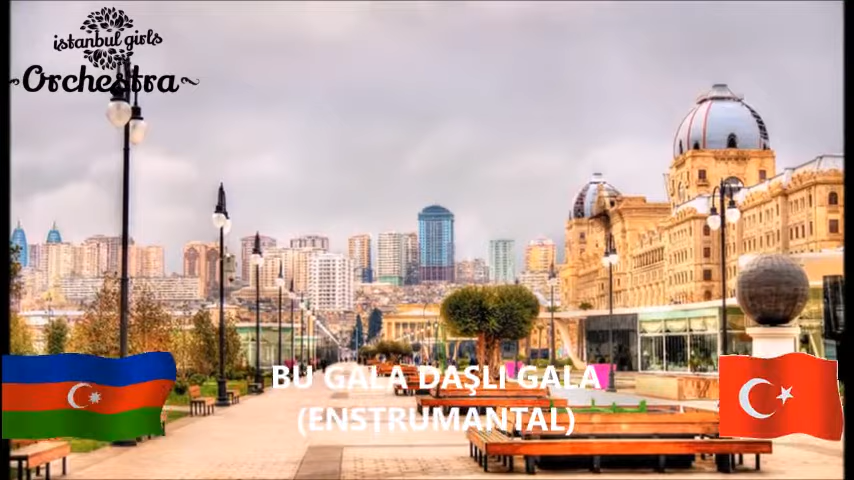 istanbul girls
Orchestra
BU GALA DAŞLI GALA
(ENSTRUMANTAL)